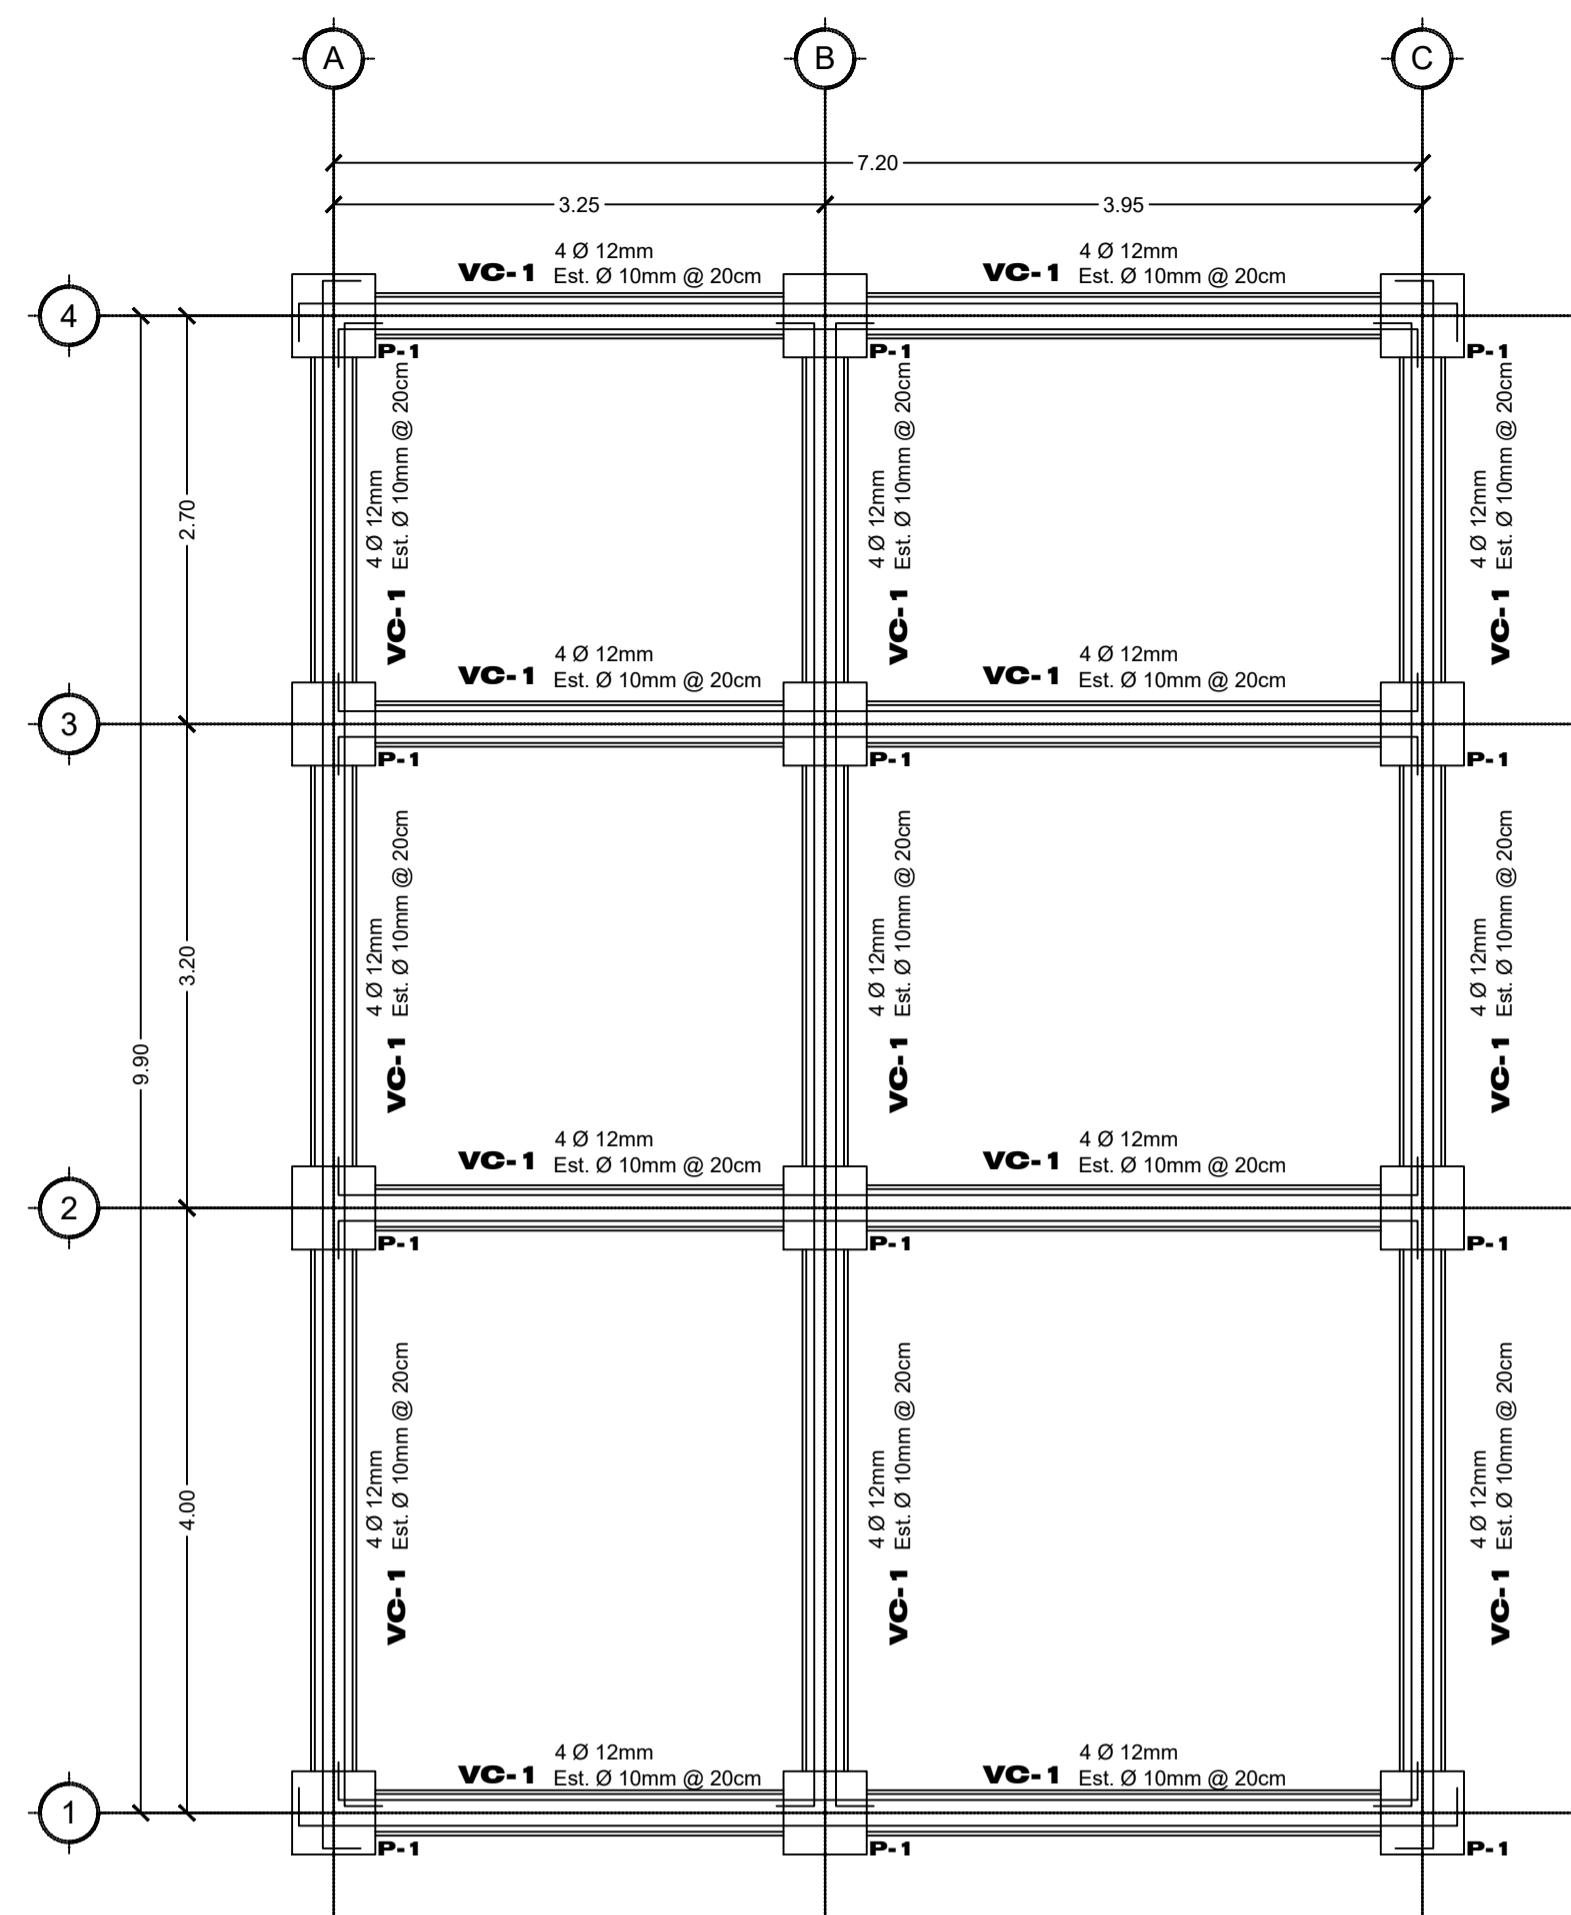 A
B
C
7.20
3.25
3.95
4 Ø 12mm
VC-1 Est. Ø 10mm @ 20cm
4 Ø 12mm
VC-1 Est. Ø 10mm @ 20cm
4
P-1
P-1
P-1
2.70
4 Ø 12mm
Est. Ø 10mm @ 20cm
VC-1
4 Ø 12mm
Est. Ø 10mm @ 20cm
VC-1
4 Ø 12mm
Est. Ø 10mm @ 20cm
VC-1
4 Ø 12mm
VC-1 Est. Ø 10mm @ 20cm
4 Ø 12mm
VC-1 Est. Ø 10mm @ 20cm
3
P-1
P-1
P-1
3.20
9.90
4 Ø 12mm
Est. Ø 10mm @ 20cm
VC-1
4 Ø 12mm
Est. Ø 10mm @ 20cm
VC-1
4 Ø 12mm
Est. Ø 10mm @ 20cm
VC-1
4 Ø 12mm
VC-1 Est. Ø 10mm @ 20cm
4 Ø 12mm
VC-1 Est. Ø 10mm @ 20cm
2
P-1
P-1
P-1
4.00
4 Ø 12mm
Est. Ø 10mm @ 20cm
VC-1
4 Ø 12mm
Est. Ø 10mm @ 20cm
VC-1
4 Ø 12mm
Est. Ø 10mm @ 20cm
VC-1
4 Ø 12mm
VC-1 Est. Ø 10mm @ 20cm
4 Ø 12mm
VC-1 Est. Ø 10mm @ 20cm
1
P-1
P-1
P-1